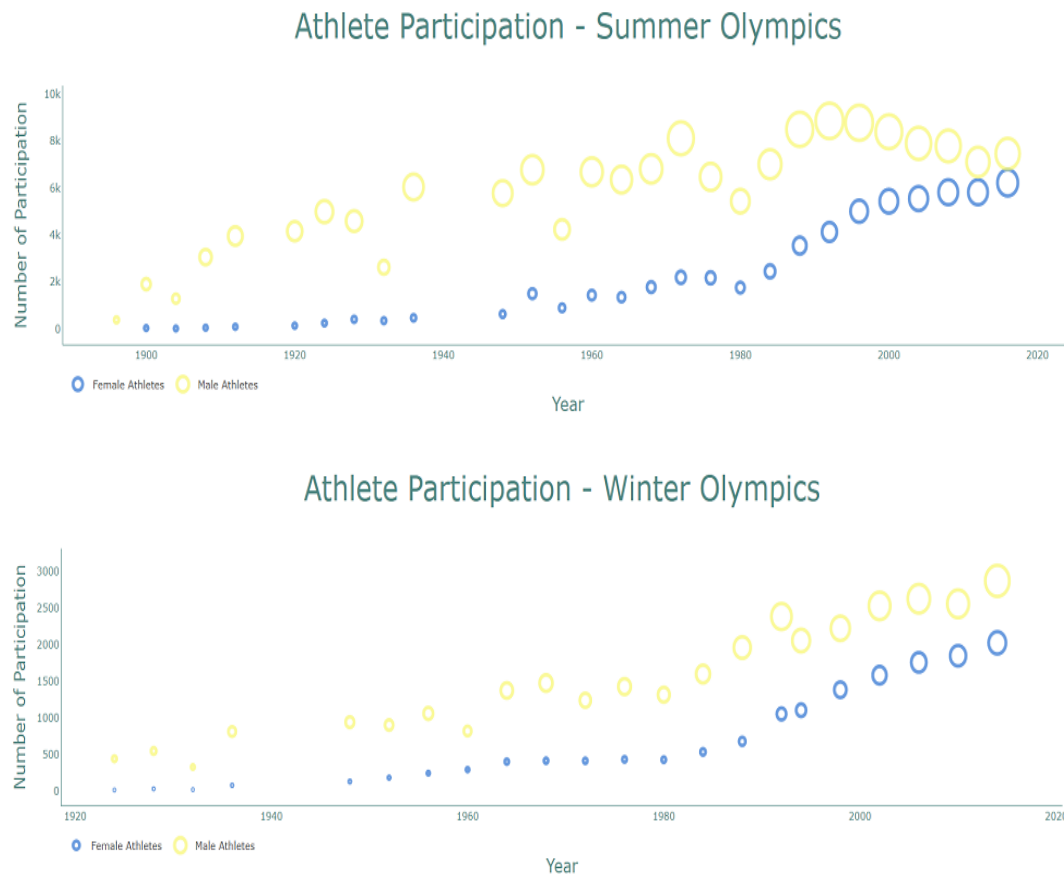 Athlete Participation - Summer Olympics
Number of Participation
10k
8k
6k
4k
2k
0
1900 1920 1940 1960 1980 2000 2020
Female Athletes Male Athletes
Year
Athlete Participation - Winter Olympics
Number of Participation
3000
2500
2000
1500
1000
500
0
1920 1940 1960 1980 2000 2020
Female Athletes Male Athletes
Year